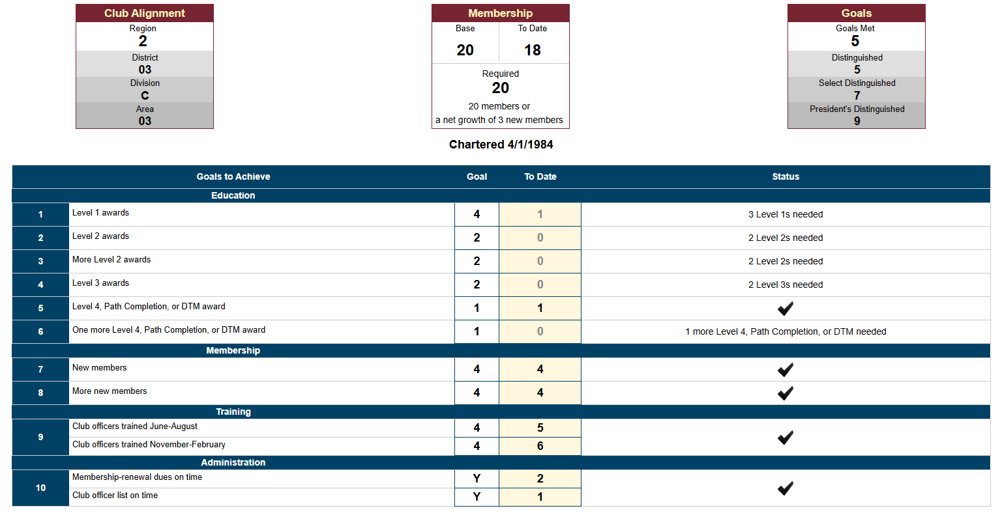 Club Alignment
Region
2
District
03
Division
C
Area
03
Membership
Base To Date
20 18
Required
20
20 members or
a net growth of 3 new members
Goals
Goals Met
5
Distinguished
5
Select Distinguished
7
President's Distinguished
9
Chartered 4/1/1984
Goals to Achieve Goal To Date Status
Education
1 Level 1 awards 4 1 3 Level 1s needed
2 Level 2 awards 2 0 2 Level 2s needed
3 More Level 2 awards 2 0 2 Level 2s needed
4 Level 3 awards 2 0 2 Level 3s needed
5 Level 4, Path Completion, or DTM award 1 1
6 One more Level 4, Path Completion, or DTM award 1 0 1 more Level 4, Path Completion, or DTM needed
Membership
7 New members 4 4
8 More new members 4 4
Training
9 Club officers trained June-August 4 5
Club officers trained November-February 4 6
Administration
10 Membership-renewal dues on time Y 2
Club officer list on time Y 1